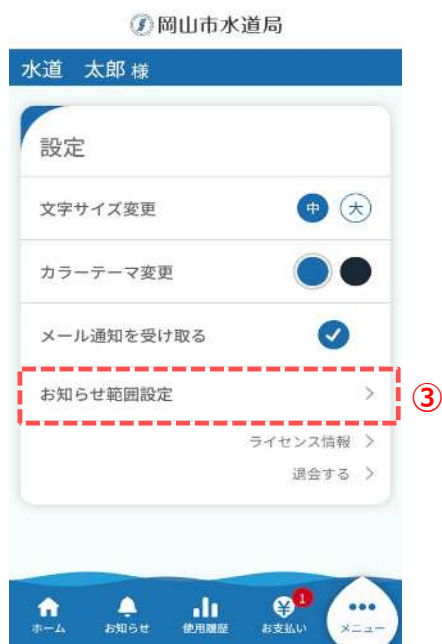 岡山市水道局
水道 太郎 様
設定
文字サイズ変更 中 大
カラーテーマ変更
メール通知を受け取る
お知らせ範囲設定
③
ライセンス情報
退会する
1
ホーム お知らせ 使用履歴 お支払い メニュー